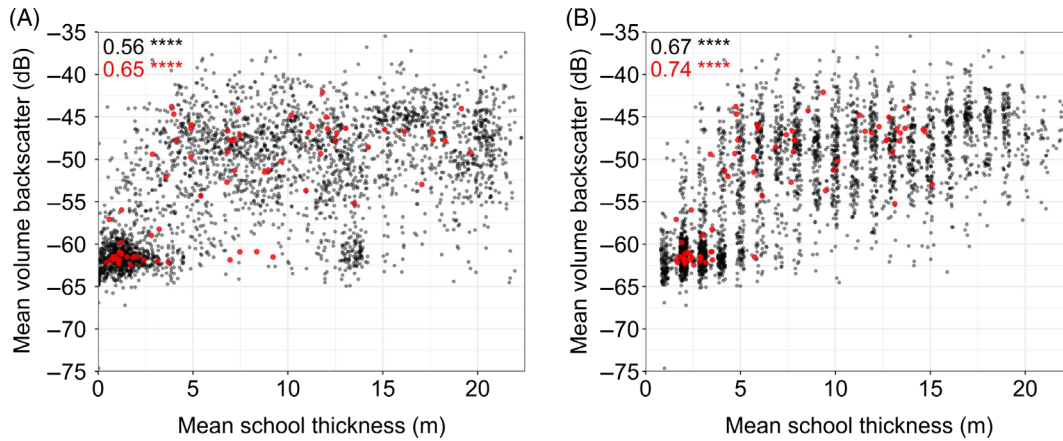 (A)
0.56 ****
0.65 ****
−35
−40
−45
−50
−55
−60
−65
−70
−75
Mean volume backscatter (dB)
0 5 10 15 20
Mean school thickness (m)
(B)
0.67 ****
0.74 ****
−35
−40
−45
−50
−55
−60
−65
−70
−75
Mean volume backscatter (dB)
0 5 10 15 20
Mean school thickness (m)